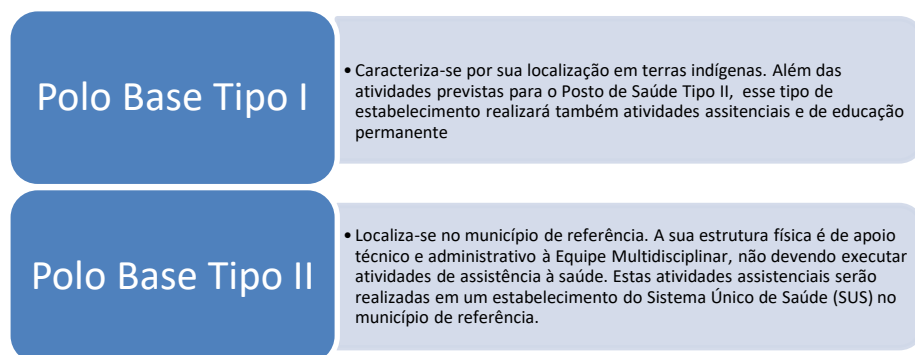 Polo Base Tipo I
• Caracteriza-se por sua localização em terras indígenas. Além das
atividades previstas para o Posto de Saúde Tipo II, esse tipo de
estabelecimento realizará também atividades assitenciais e de educação
permanente
Polo Base Tipo II
• Localiza-se no município de referência. A sua estrutura física é de apoio
técnico e administrativo à Equipe Multidisciplinar, não devendo executar
atividades de assistência à saúde. Estas atividades assistenciais serão
realizadas em um estabelecimento do Sistema Único de Saúde (SUS) no
município de referência.